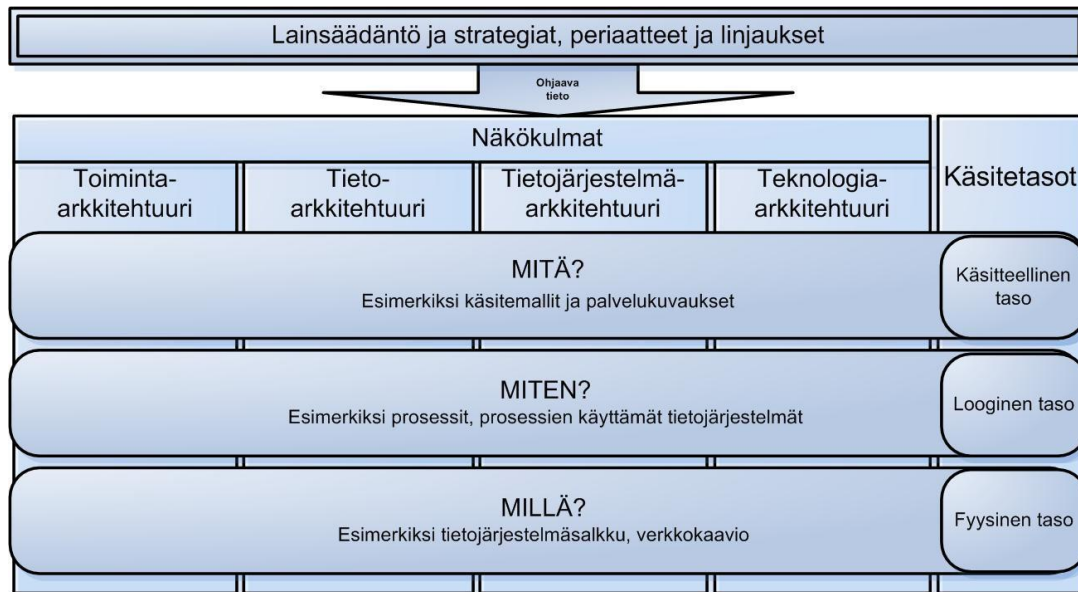 Lainsäädäntö ja strategiat, periaatteet ja linjaukset
Ohjaava
tieto
Näkökulmat
Käsitetasot
Toiminta-
arkkitehtuuri
Tieto-
arkkitehtuuri
Tietojärjestelmä-
arkkitehtuuri
Teknologia-
arkkitehtuuri
MITÄ?
Esimerkiksi käsitemallit ja palvelukuvaukset
Käsitteellinen
taso
MITEN?
Esimerkiksi prosessit, prosessien käyttämät tietojärjestelmät
Looginen taso
MILLÄ?
Esimerkiksi tietojärjestelmäsalkku, verkkokaavio
Fyysinen taso